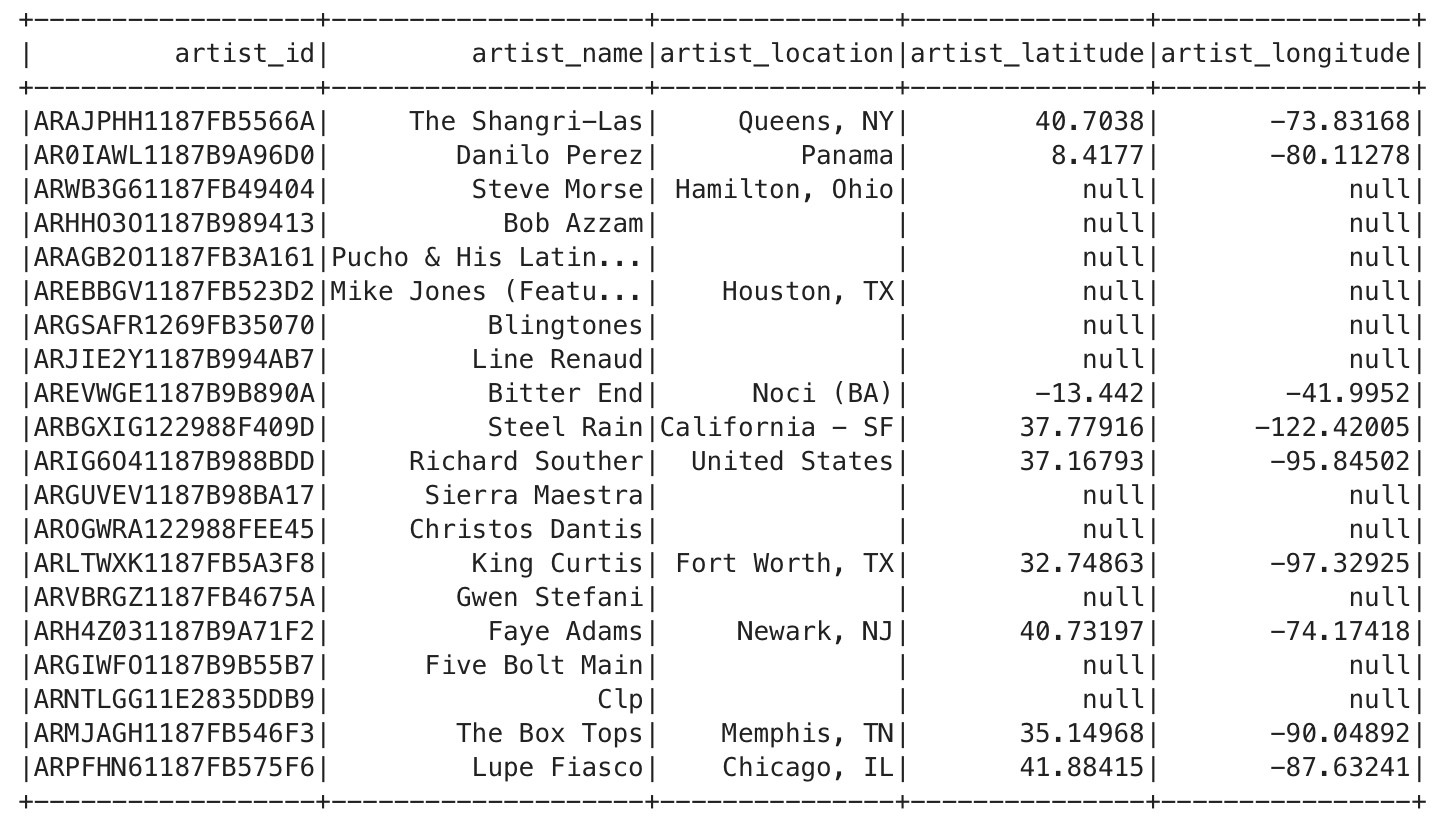 +------------------+--------------------+---------------+---------------+----------------+
|         artist_id|         artist_name|artist_location|artist_latitude|artist_longitude|
+------------------+--------------------+---------------+---------------+----------------+
|ARAJPHH1187FB5566A|     The Shangri-Las|     Queens, NY|        40.7038|       -73.83168|
|AR0IAWL1187B9A96D0|        Danilo Perez|         Panama|         8.4177|       -80.11278|
|ARWB3G61187FB49404|         Steve Morse| Hamilton, Ohio|           null|            null|
|ARHHO3O1187B989413|           Bob Azzam|               |           null|            null|
|ARAGB2O1187FB3A161|Pucho & His Latin...|               |           null|            null|
|AREBBGV1187FB523D2|Mike Jones (Featu...|    Houston, TX|           null|            null|
|ARGSAFR1269FB35070|          Blingtones|               |           null|            null|
|ARJIE2Y1187B994AB7|         Line Renaud|               |           null|            null|
|AREVWGE1187B9B890A|          Bitter End|      Noci (BA)|        -13.442|        -41.9952|
|ARBGXIG122988F409D|          Steel Rain|California - SF|       37.77916|      -122.42005|
|ARIG6O41187B988BDD|     Richard Souther|  United States|       37.16793|       -95.84502|
|ARGUVEV1187B98BA17|      Sierra Maestra|               |           null|            null|
|AROGWRA122988FEE45|     Christos Dantis|               |           null|            null|
|ARLTWXK1187FB5A3F8|         King Curtis| Fort Worth, TX|       32.74863|       -97.32925|
|ARVBRGZ1187FB4675A|        Gwen Stefani|               |           null|            null|
|ARH4Z031187B9A71F2|          Faye Adams|     Newark, NJ|       40.73197|       -74.17418|
|ARGIWFO1187B9B55B7|      Five Bolt Main|               |           null|            null|
|ARNTLGG11E2835DDB9|                 Clp|               |           null|            null|
|ARMJAGH1187FB546F3|        The Box Tops|    Memphis, TN|       35.14968|       -90.04892|
|ARPFHN61187FB575F6|         Lupe Fiasco|    Chicago, IL|       41.88415|       -87.63241|
+------------------+--------------------+---------------+---------------+----------------+